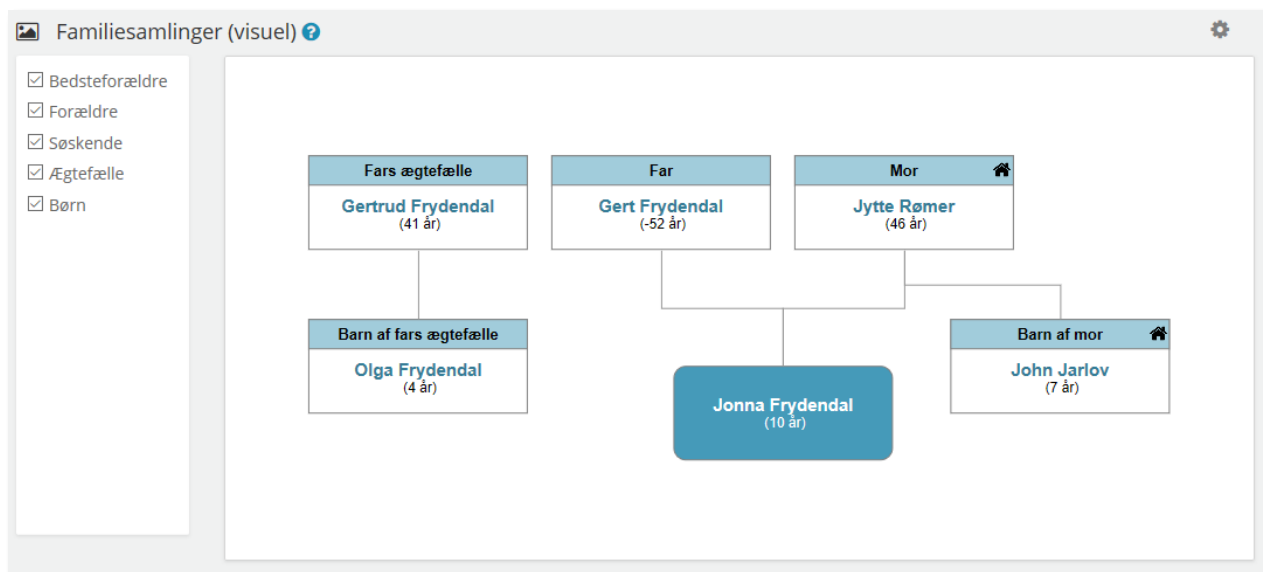 Familiesamlinger (visuel)
Bedsteforældre
Forældre
Søskende
Ægtefælle
Børn
Fars ægtefælle
Gertrud Frydendal
(41 år)
Far
Gert Frydendal
(-52 år)
Mor
Jytte Rømer
(46 år)
Barn af fars ægtefælle
Olga Frydendal
(4 år)
Jonna Frydendal
(10 år)
Barn af mor
John Jarlov
(7 år)